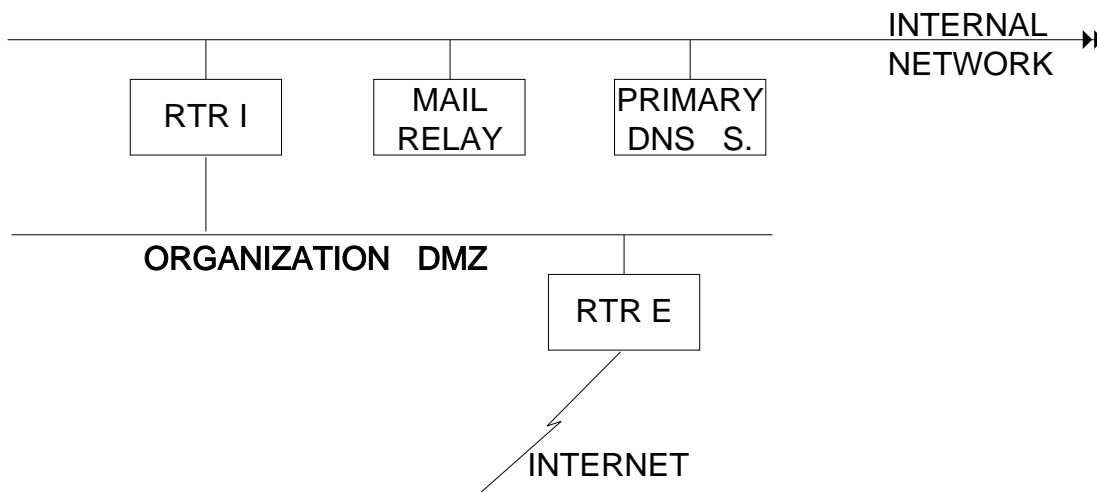 INTERNAL
NETWORK
RTR I
MAIL
RELAY
PRIMARY
DNS S.
ORGANIZATION DMZ
RTR E
INTERNET